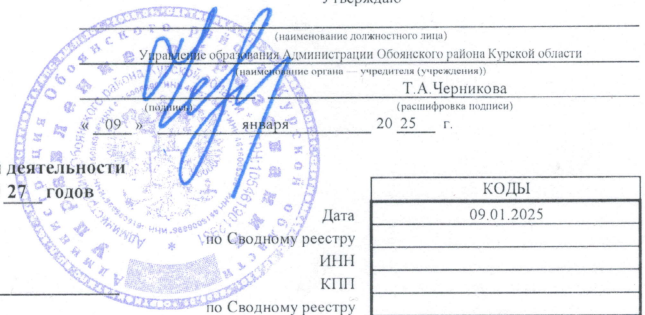 Утверждаю
(наименование должностного лица)
Управление образования Администрации Обоянского района Курской области
(наименование органа — учредителя (учреждения))
Т.А.Черникова
(подпись) (расшифровка подписи)
« 09 » января 20 25 г.
деятельности
27 годов
КОДЫ
Дата 09.01.2025
по Сводному реестру
ИНН
КПП
по Сводному реестру